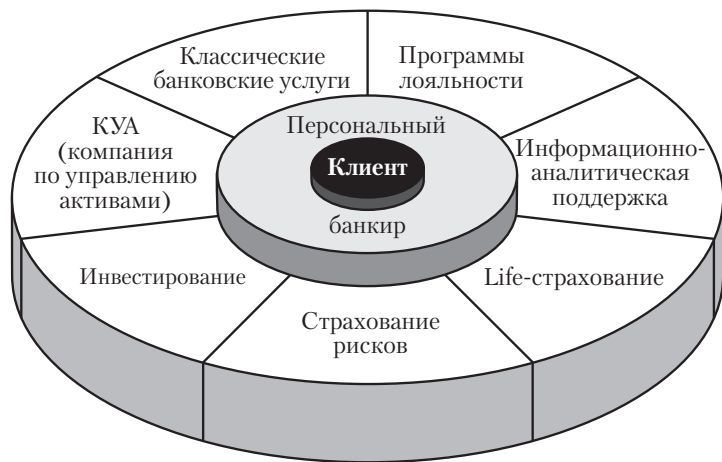 Классические
банковские услуги
Программы
лояльности
КУА
(компания
по управлению
активами)
Персональный
Клиент
банкир
Информационно-
аналитическая
поддержка
Инвестирование
Life-страхование
Страхование
рисков